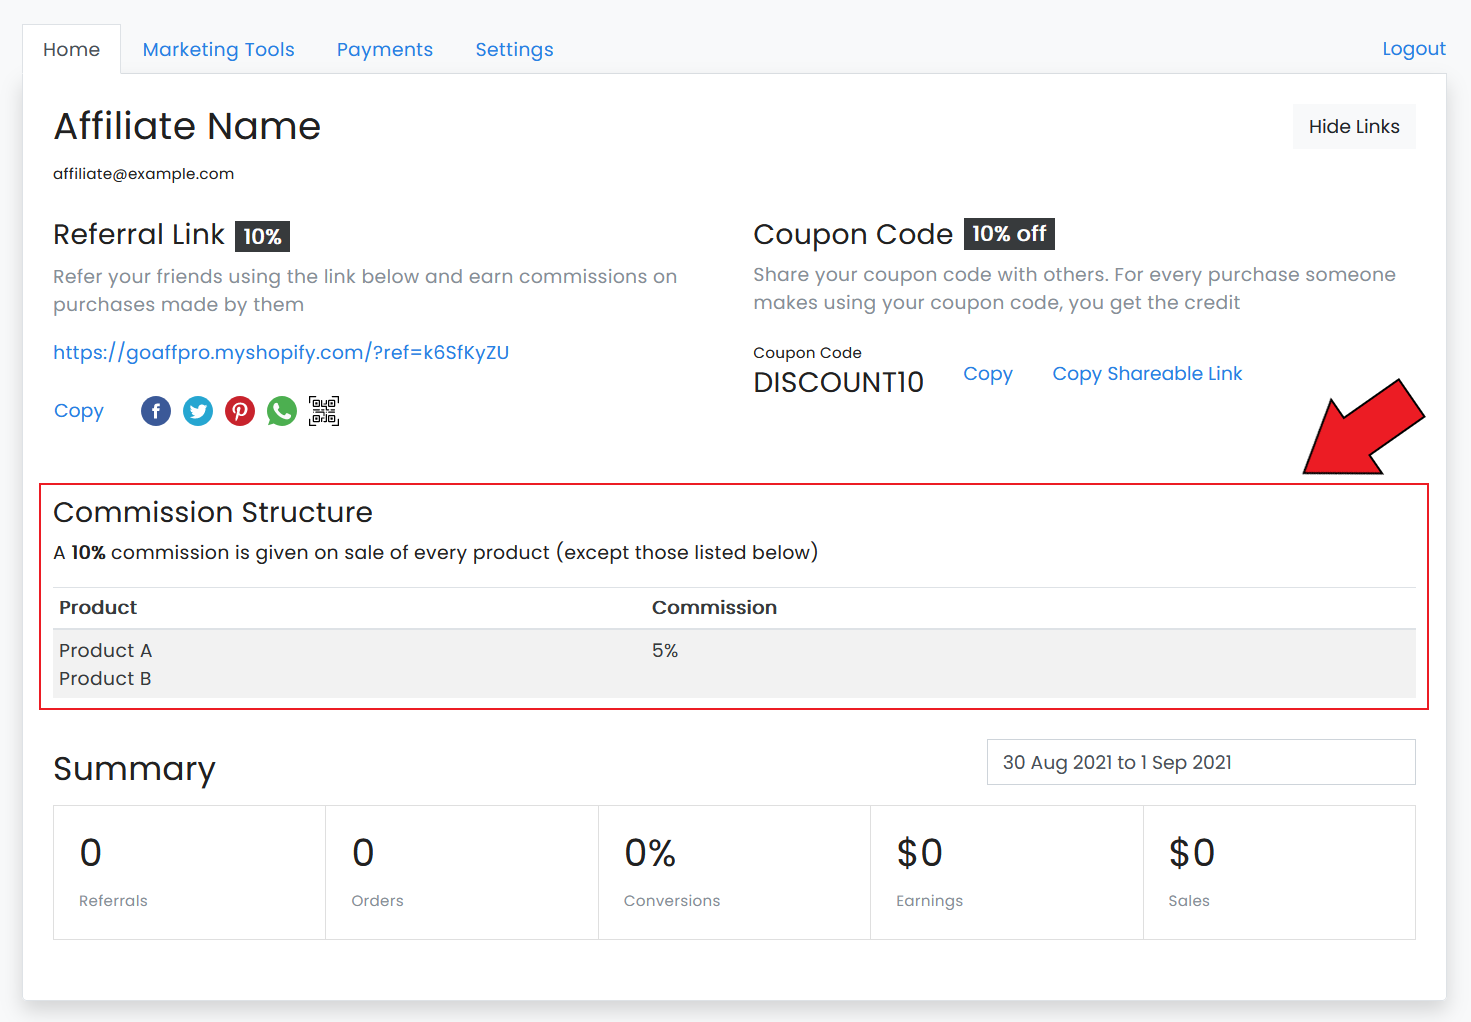 Home
Marketing Tools
Payments
Settings
Logout
Affiliate Name
Hide Links
affiliate@example.com
Referral Link 10%
Refer your friends using the link below and earn commissions on
purchases made by them
https://goaffpro.myshopify.com/?ref=k6SfKyZU
Copy
Coupon Code 10% off
Share your coupon code with others. For every purchase someone
makes using your coupon code, you get the credit
Coupon Code
DISCOUNT10
Copy
Copy Shareable Link
Commission Structure
A 10% commission is given on sale of every product (except those listed below)
Product
Commission
Product A
5%
Product B
Summary
30 Aug 2021 to 1 Sep 2021
0
Referrals
0
Orders
0%
Conversions
$0
Earnings
$0
Sales